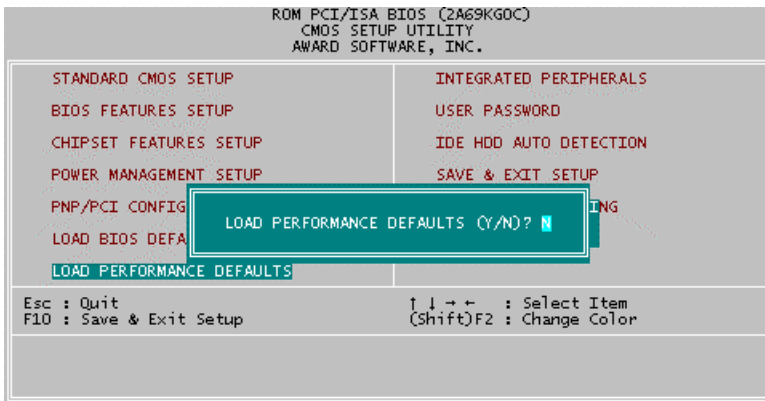 ROM PCI/ISA BIOS (2A69KGOC)
CMOS SETUP UTILITY
AWARD SOFTWARE, INC.
STANDARD CMOS SETUP
BIOS FEATURES SETUP
CHIPSET FEATURES SETUP
POWER MANAGEMENT SETUP
PNP/PCI CONFIG
LOAD BIOS DEFA
LOAD PERFORMANCE DEFAULTS
INTEGRATED PERIPHERALS
USER PASSWORD
IDE HDD AUTO DETECTION
SAVE & EXIT SETUP
ING
LOAD PERFORMANCE DEFAULTS (Y/N)? N
Esc : Quit
F10 : Save & Exit Setup
↑ ↓ → ← : Select Item
(Shift)F2 : Change Color